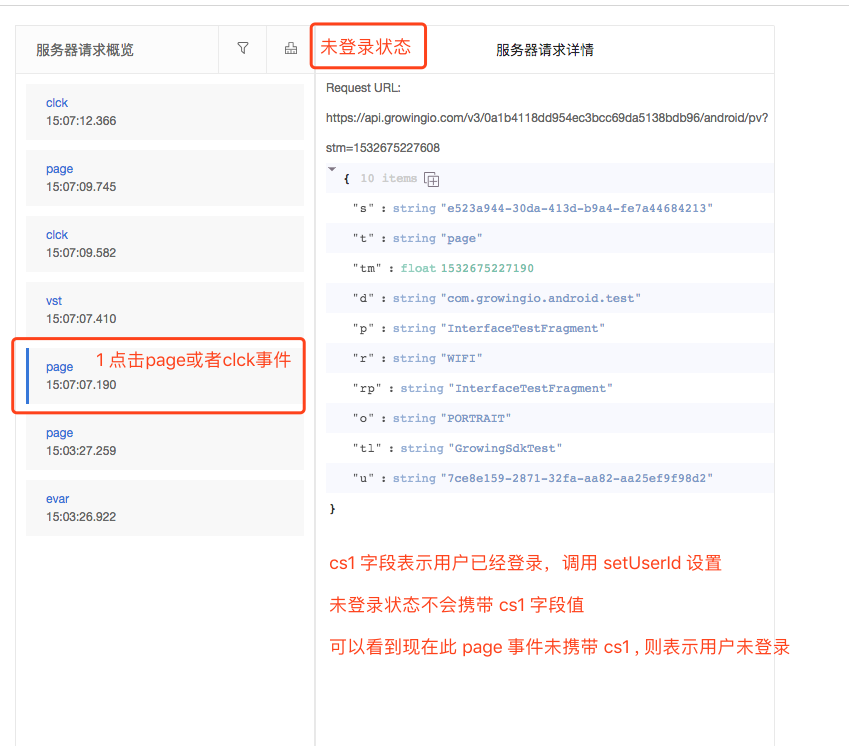 服务器请求概览
未登录状态
服务器请求详情
clck
15:07:12.366
page
15:07:09.745
clck
15:07:09.582
vst
15:07:07.410
page
1 点击page或者clck事件
15:07:07.190
page
15:03:27.259
evar
15:03:26.922
Request URL:
https://api.growingio.com/v3/0a1b4118dd954ec3bcc69da5138bdb96/android/pv?
stm=1532675227608
{ 10 items
"s" : string "e523a944-30da-413d-b9a4-fe7a44684213"
"t" : string "page"
"tm" : float 1532675227190
"d" : string "com.growingio.android.test"
"p" : string "InterfaceTestFragment"
"r" : string "WIFI"
"rp" : string "InterfaceTestFragment"
"o" : string "PORTRAIT"
"tl" : string "GrowingSdkTest"
"u" : string "7ce8e159-2871-32fa-aa82-aa25ef9f98d2"
}
cs1 字段表示用户已经登录，调用 setUserId 设置
未登录状态不会携带 cs1 字段值
可以看到现在此 page 事件未携带 cs1 , 则表示用户未登录